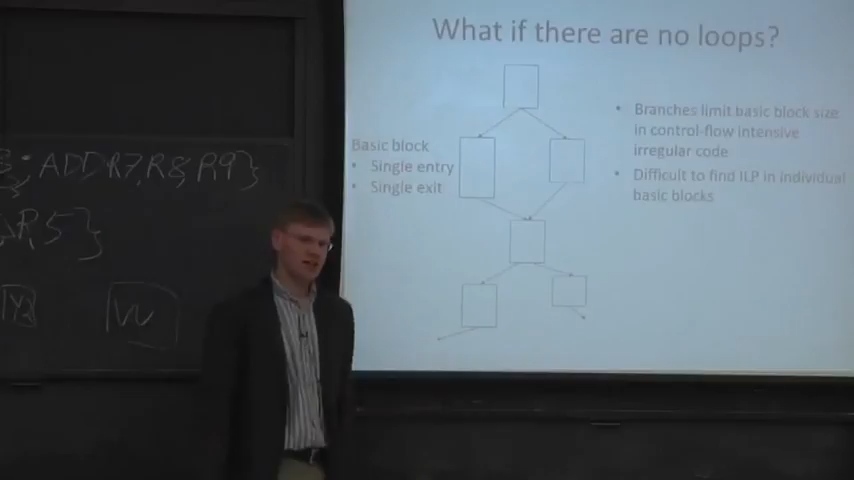 What if there are no loops?
Basic block
• Single entry
• Single exit
• Branches limit basic block size
in control-flow intensive
irregular code
• Difficult to find ILP in individual
basic blocks
ADD R7, R8, R9}
R5}